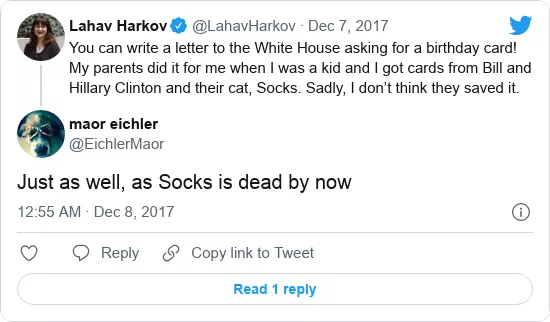 Lahav Harkov @LahavHarkov · Dec 7, 2017
You can write a letter to the White House asking for a birthday card!
My parents did it for me when I was a kid and I got cards from Bill and
Hillary Clinton and their cat, Socks. Sadly, I don’t think they saved it.
maor eichler
@EichlerMaor
Just as well, as Socks is dead by now
12:55 AM · Dec 8, 2017
Reply
Copy link to Tweet
Read 1 reply